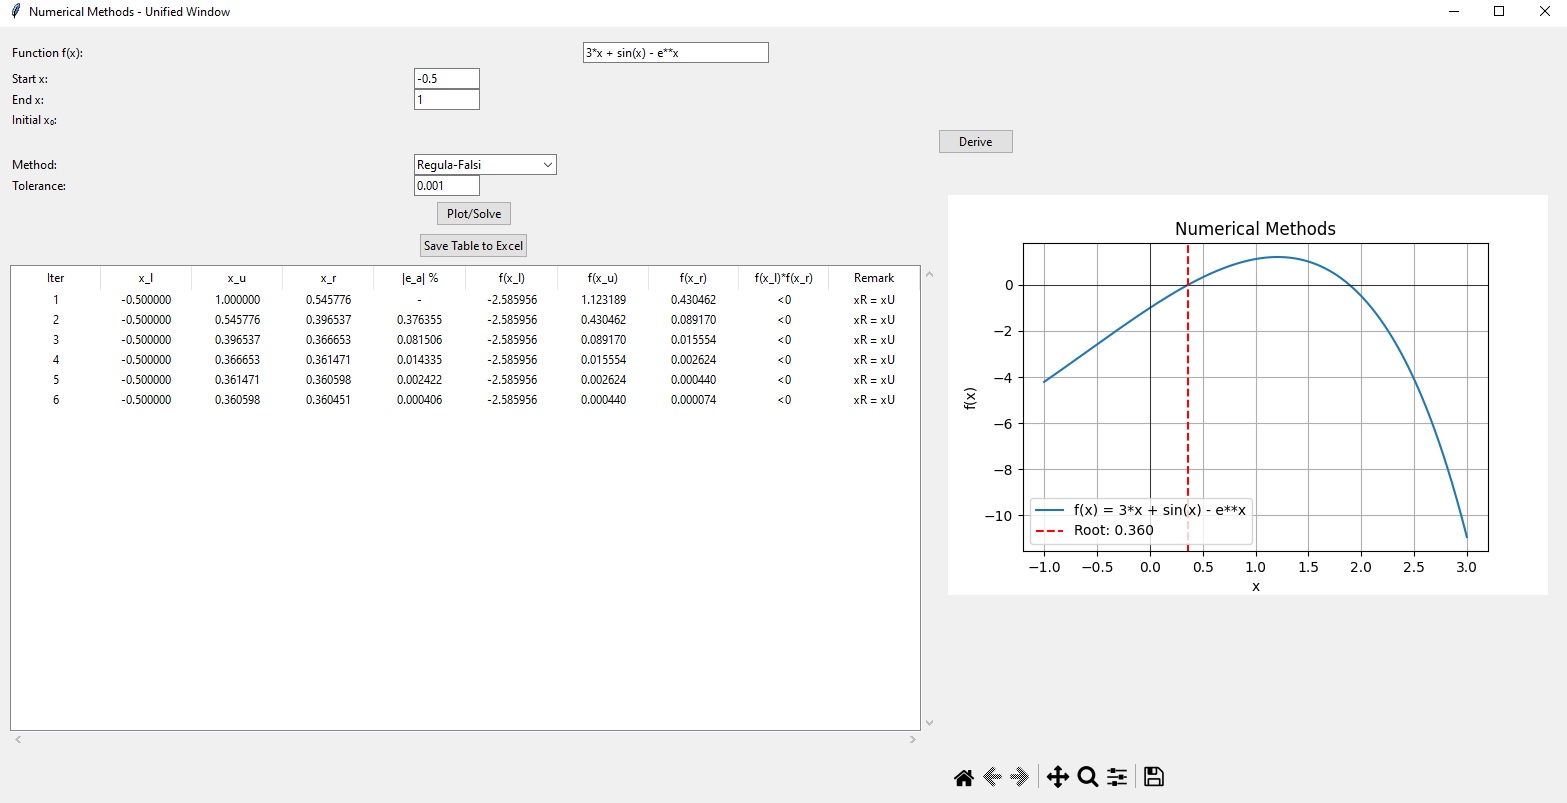 Numerical Methods - Unified Window
Function f(x): 3*x + sin(x) - e**x
Start x: -0.5
End x: 1
Initial x₀:
Derive
Method: Regula-Falsi
Tolerance: 0.001
Plot/Solve
Save Table to Excel
Iter x_l x_u x_r |e_a| % f(x_l) f(x_u) f(x_r) f(x_l)*f(x_r) Remark
1 -0.500000 1.000000 0.545776 - -2.585956 1.123189 0.430462 <0 xR = xU
2 -0.500000 0.545776 0.396537 0.376355 -2.585956 0.430462 0.089170 <0 xR = xU
3 -0.500000 0.396537 0.366653 0.081506 -2.585956 0.089170 0.015554 <0 xR = xU
4 -0.500000 0.366653 0.361471 0.014335 -2.585956 0.015554 0.002624 <0 xR = xU
5 -0.500000 0.361471 0.360598 0.002422 -2.585956 0.002624 0.000440 <0 xR = xU
6 -0.500000 0.360598 0.360451 0.000406 -2.585956 0.000440 0.000074 <0 xR = xU
Numerical Methods
0
−2
−4
−6
−8
−10
f(x)
f(x) = 3*x + sin(x) - e**x
Root: 0.360
−1.0 −0.5 0.0 0.5 1.0 1.5 2.0 2.5 3.0
x